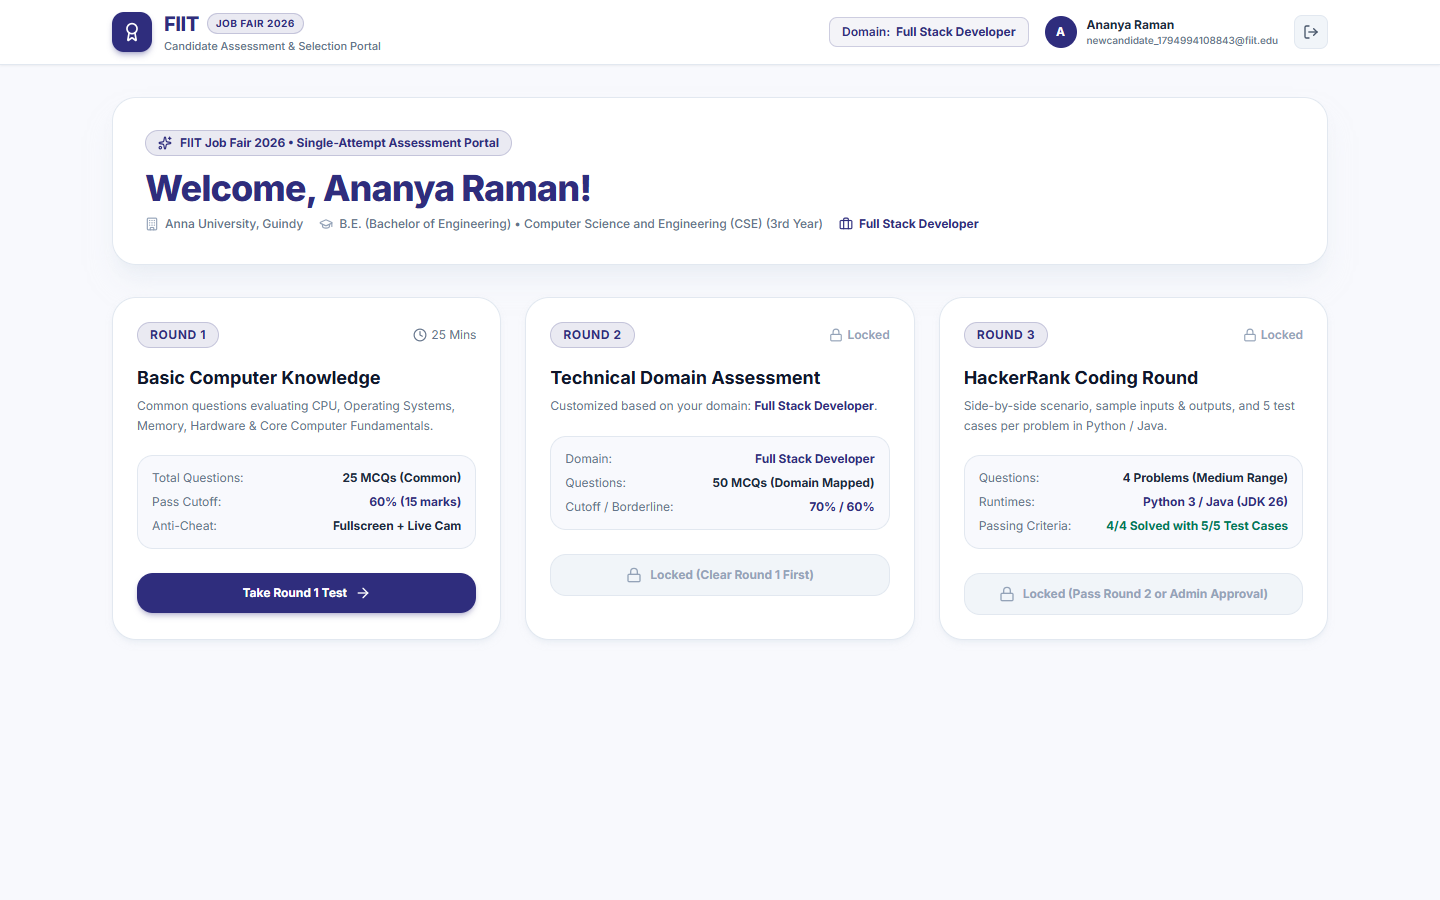 FIIT JOB FAIR 2026
Candidate Assessment & Selection Portal
Domain: Full Stack Developer
A
Ananya Raman
newcandidate_1794994108843@fiit.edu
FIIT Job Fair 2026 • Single-Attempt Assessment Portal
Welcome, Ananya Raman!
Anna University, Guindy B.E. (Bachelor of Engineering) • Computer Science and Engineering (CSE) (3rd Year) Full Stack Developer
ROUND 1 25 Mins
Basic Computer Knowledge
Common questions evaluating CPU, Operating Systems,
Memory, Hardware & Core Computer Fundamentals.
Total Questions: 25 MCQs (Common)
Pass Cutoff: 60% (15 marks)
Anti-Cheat: Fullscreen + Live Cam
Take Round 1 Test
ROUND 2 Locked
Technical Domain Assessment
Customized based on your domain: Full Stack Developer.
Domain: Full Stack Developer
Questions: 50 MCQs (Domain Mapped)
Cutoff / Borderline: 70% / 60%
Locked (Clear Round 1 First)
ROUND 3 Locked
HackerRank Coding Round
Side-by-side scenario, sample inputs & outputs, and 5 test
cases per problem in Python / Java.
Questions: 4 Problems (Medium Range)
Runtimes: Python 3 / Java (JDK 26)
Passing Criteria: 4/4 Solved with 5/5 Test Cases
Locked (Pass Round 2 or Admin Approval)